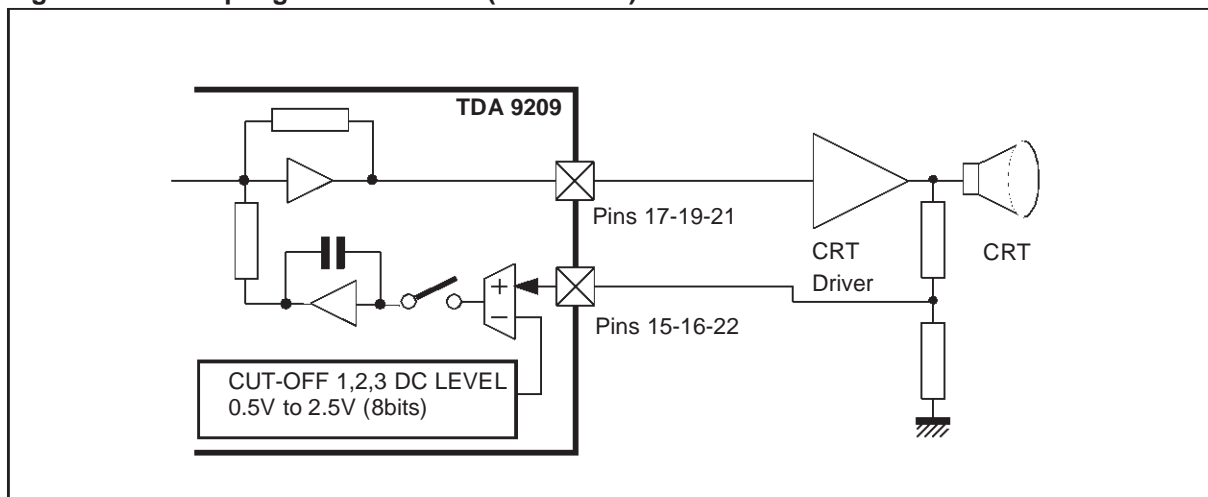 TDA 9209
Pins 17-19-21
CRT
Driver
CRT
+
−
Pins 15-16-22
CUT-OFF 1,2,3 DC LEVEL
0.5V to 2.5V (8bits)